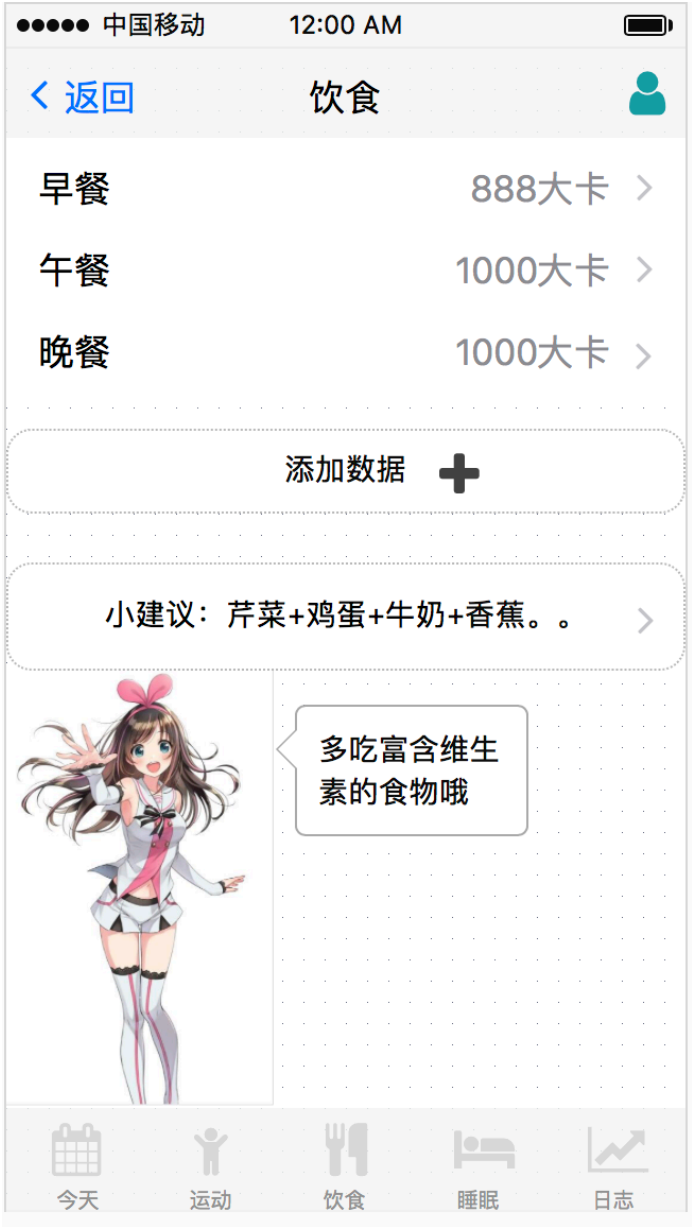 中国移动 12:00 AM
返回 饮食
早餐 888大卡
午餐 1000大卡
晚餐 1000大卡
添加数据
小建议：芹菜+鸡蛋+牛奶+香蕉。。
多吃富含维生
素的食物哦
今天 运动 饮食 睡眠 日志